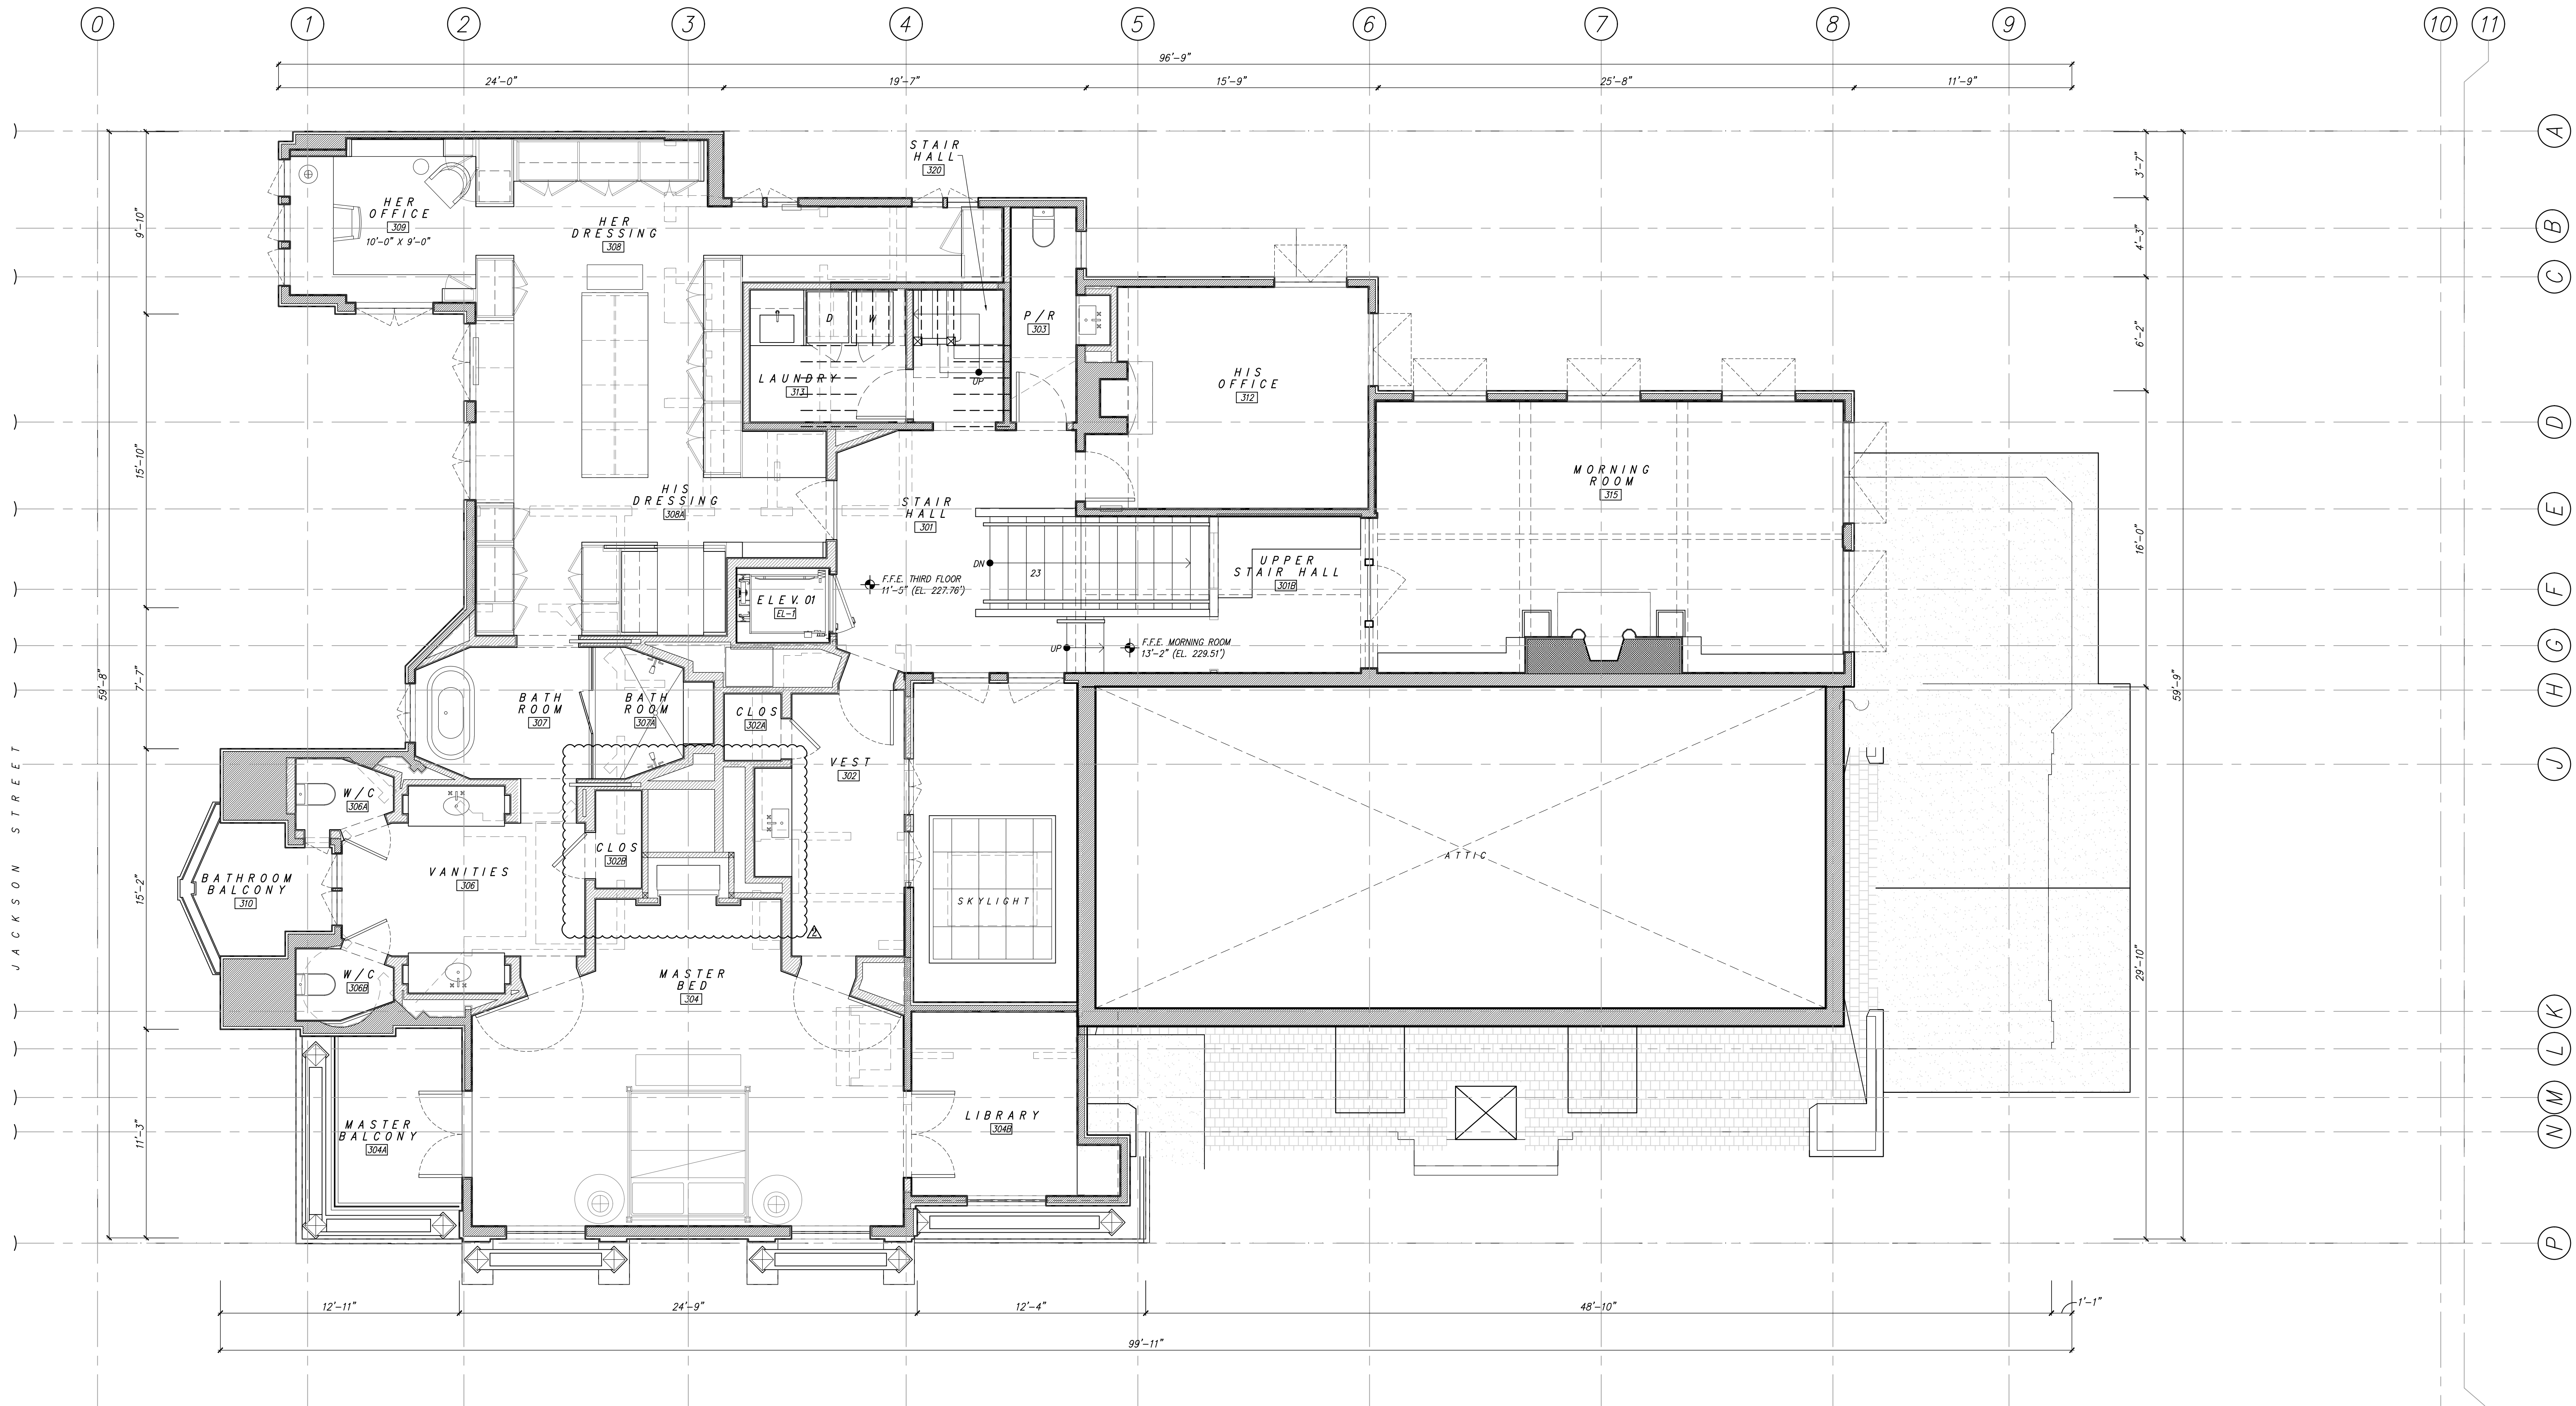 0 1 2 3 4 5 6 7 8 9 10 11
96'-9"
24'-0" 19'-7" 15'-9" 25'-8" 11'-9"
A
B
C
D
E
F
G
H
J
K
L
M
N
P
3'-7"
4'-3"
6'-2"
16'-0"
29'-10"
59'-9"
9'-10"
15'-10"
7'-7"
15'-2"
11'-3"
59'-8"
JACKSON STREET
STAIR
HALL
320
HER
OFFICE
309
10'-0" X 9'-0"
HER
DRESSING
308
D W
P/R
303
UP
LAUNDRY
313
HIS
OFFICE
312
MORNING
ROOM
315
HIS
DRESSING
308A
STAIR
HALL
301
DN
23
UPPER
STAIR HALL
301B
F.F.E. THIRD FLOOR
11'-5" (EL. 227.76')
ELEV. 01
EL-1
UP
F.F.E. MORNING ROOM
13'-2" (EL. 229.51')
BATH
ROOM
307
BATH
ROOM
307A
CLOS
302A
VEST
302
W/C
306A
CLOS
302B
VANITIES
306
BATHROOM
BALCONY
310
2
SKYLIGHT
ATTIC
W/C
306B
MASTER
BED
304
MASTER
BALCONY
304A
LIBRARY
304B
12'-11" 24'-9" 12'-4" 48'-10" 1'-1"
99'-11"